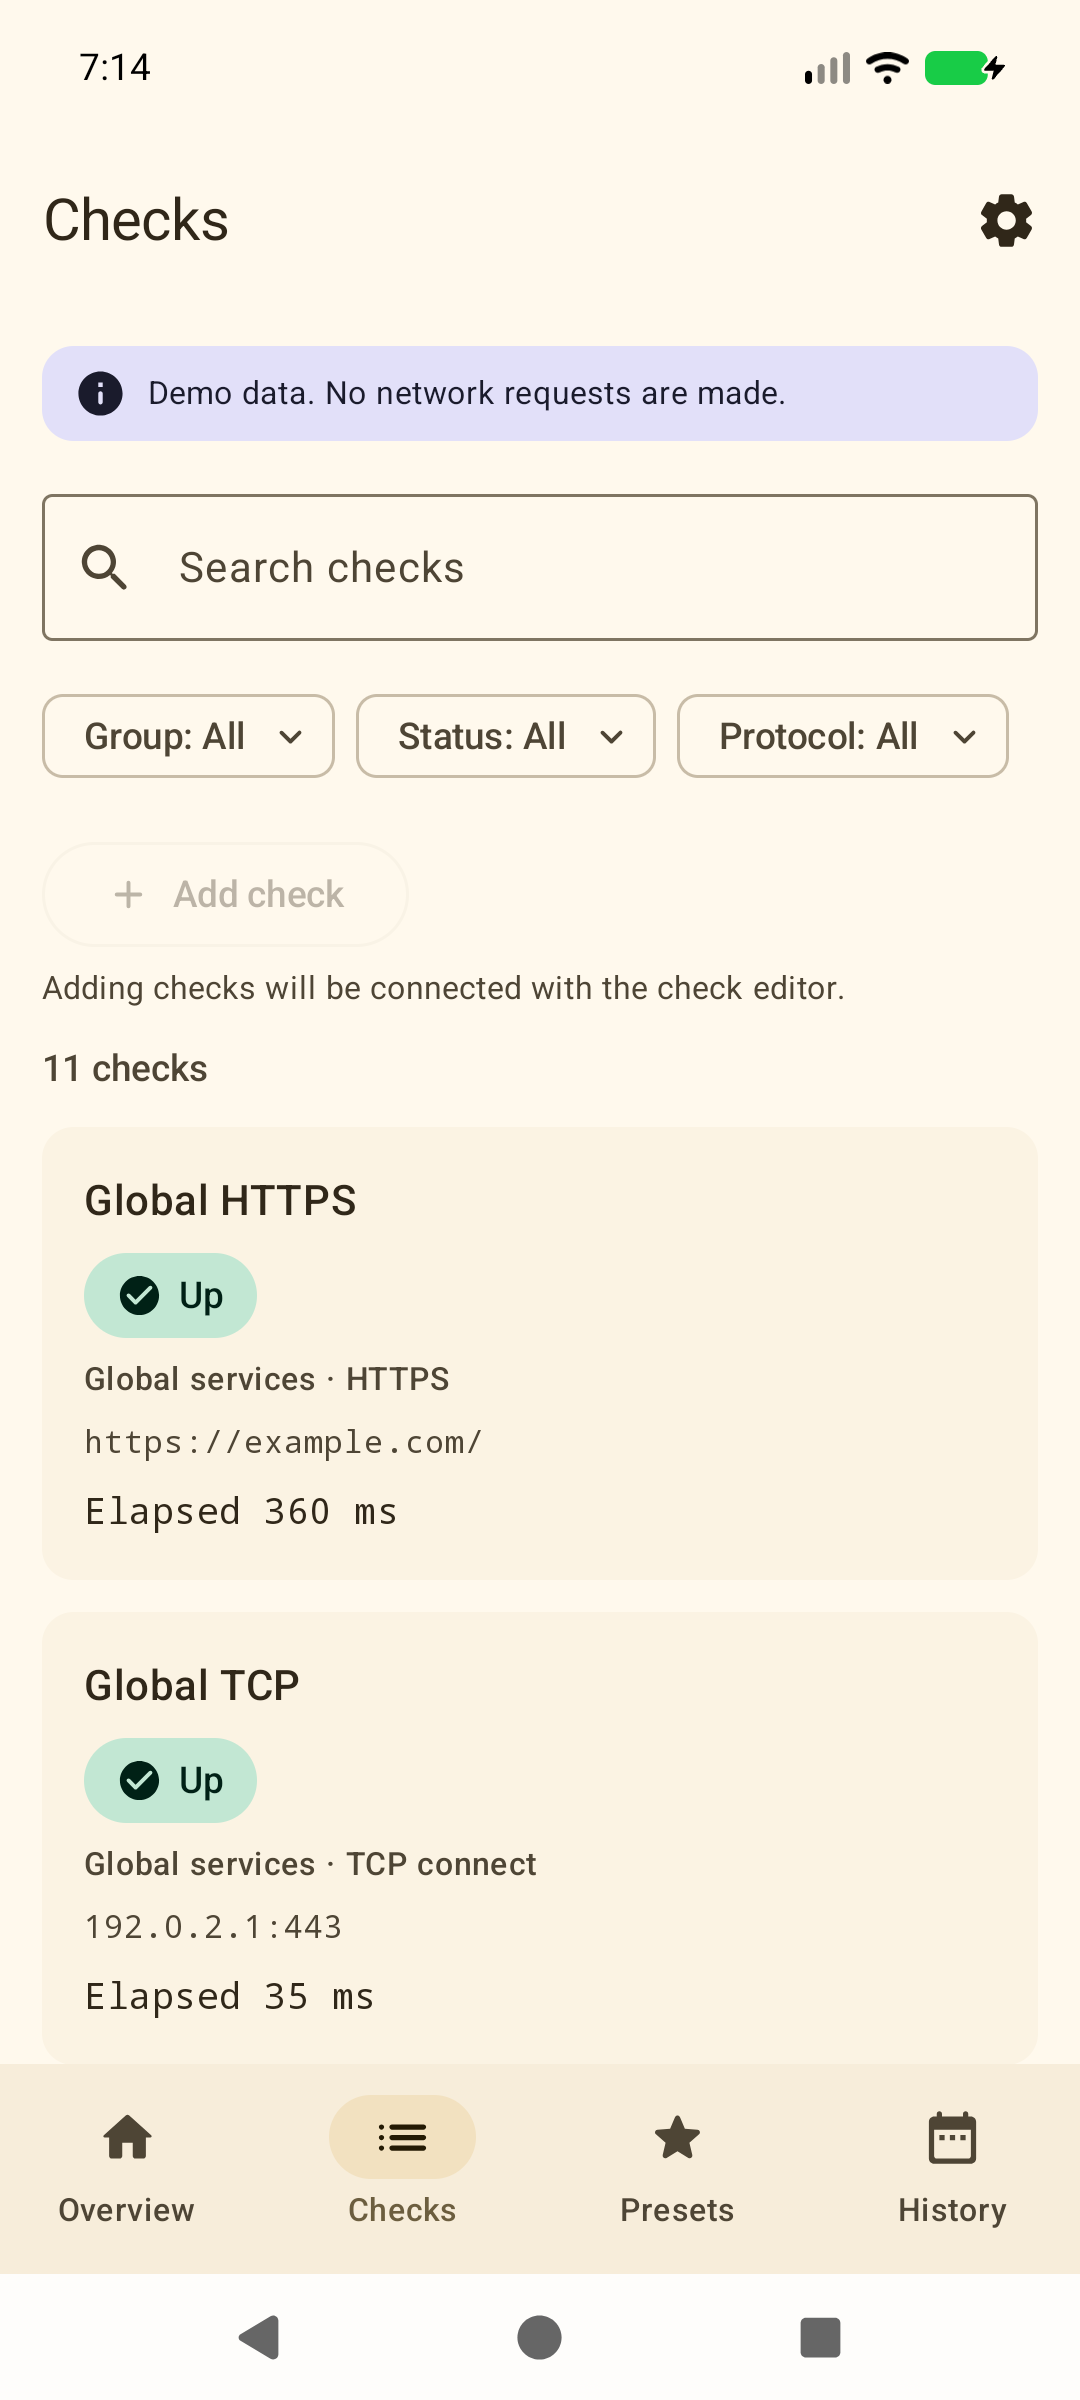 7:14
Checks
Demo data. No network requests are made.
Search checks
Group: All
Status: All
Protocol: All
Add check
Adding checks will be connected with the check editor.
11 checks
Global HTTPS
Up
Global services · HTTPS
https://example.com/
Elapsed 360 ms
Global TCP
Up
Global services · TCP connect
192.0.2.1:443
Elapsed 35 ms
Overview
Checks
Presets
History